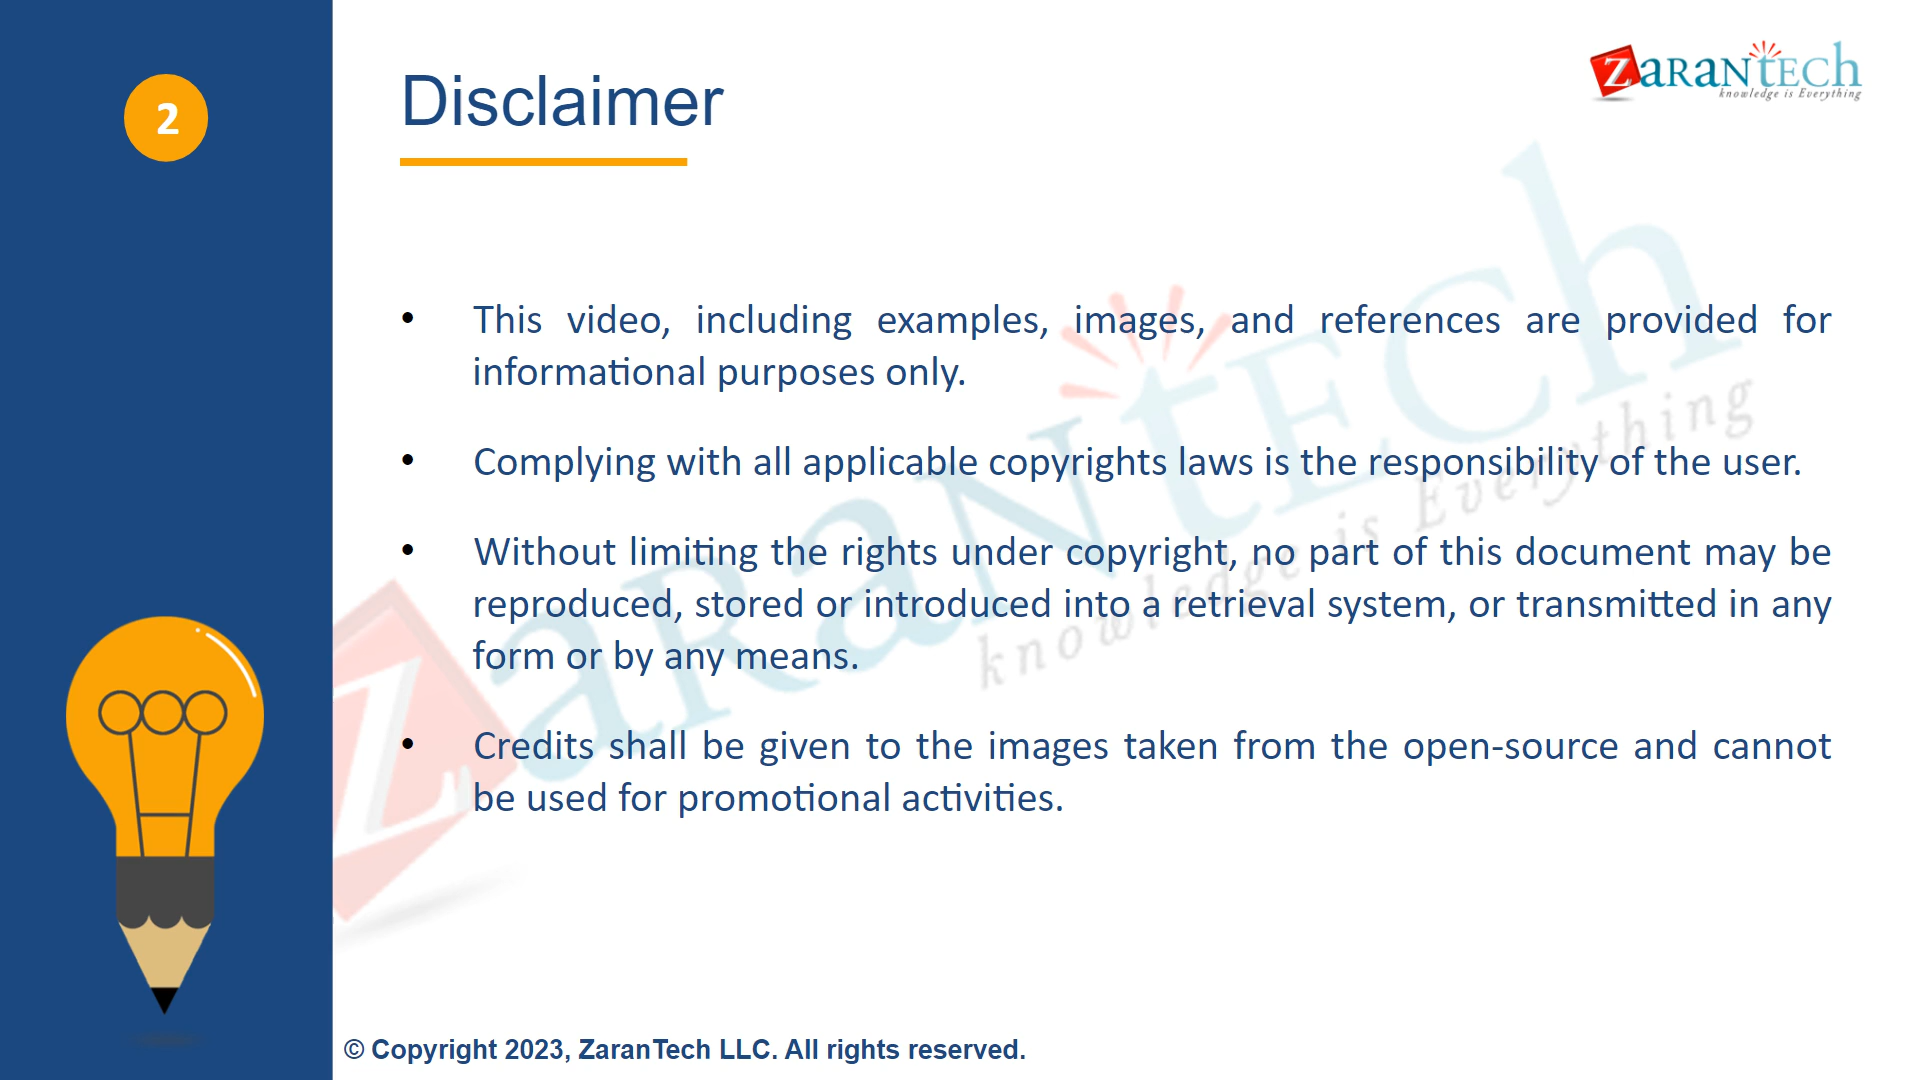 2
Disclaimer
ZaranTech
knowledge is Everything
• This video, including examples, images, and references are provided for
informational purposes only.
• Complying with all applicable copyrights laws is the responsibility of the user.
• Without limiting the rights under copyright, no part of this document may be
reproduced, stored or introduced into a retrieval system, or transmitted in any
form or by any means.
• Credits shall be given to the images taken from the open-source and cannot
be used for promotional activities.
ZaranTech
knowledge is Everything
© Copyright 2023, ZaranTech LLC. All rights reserved.